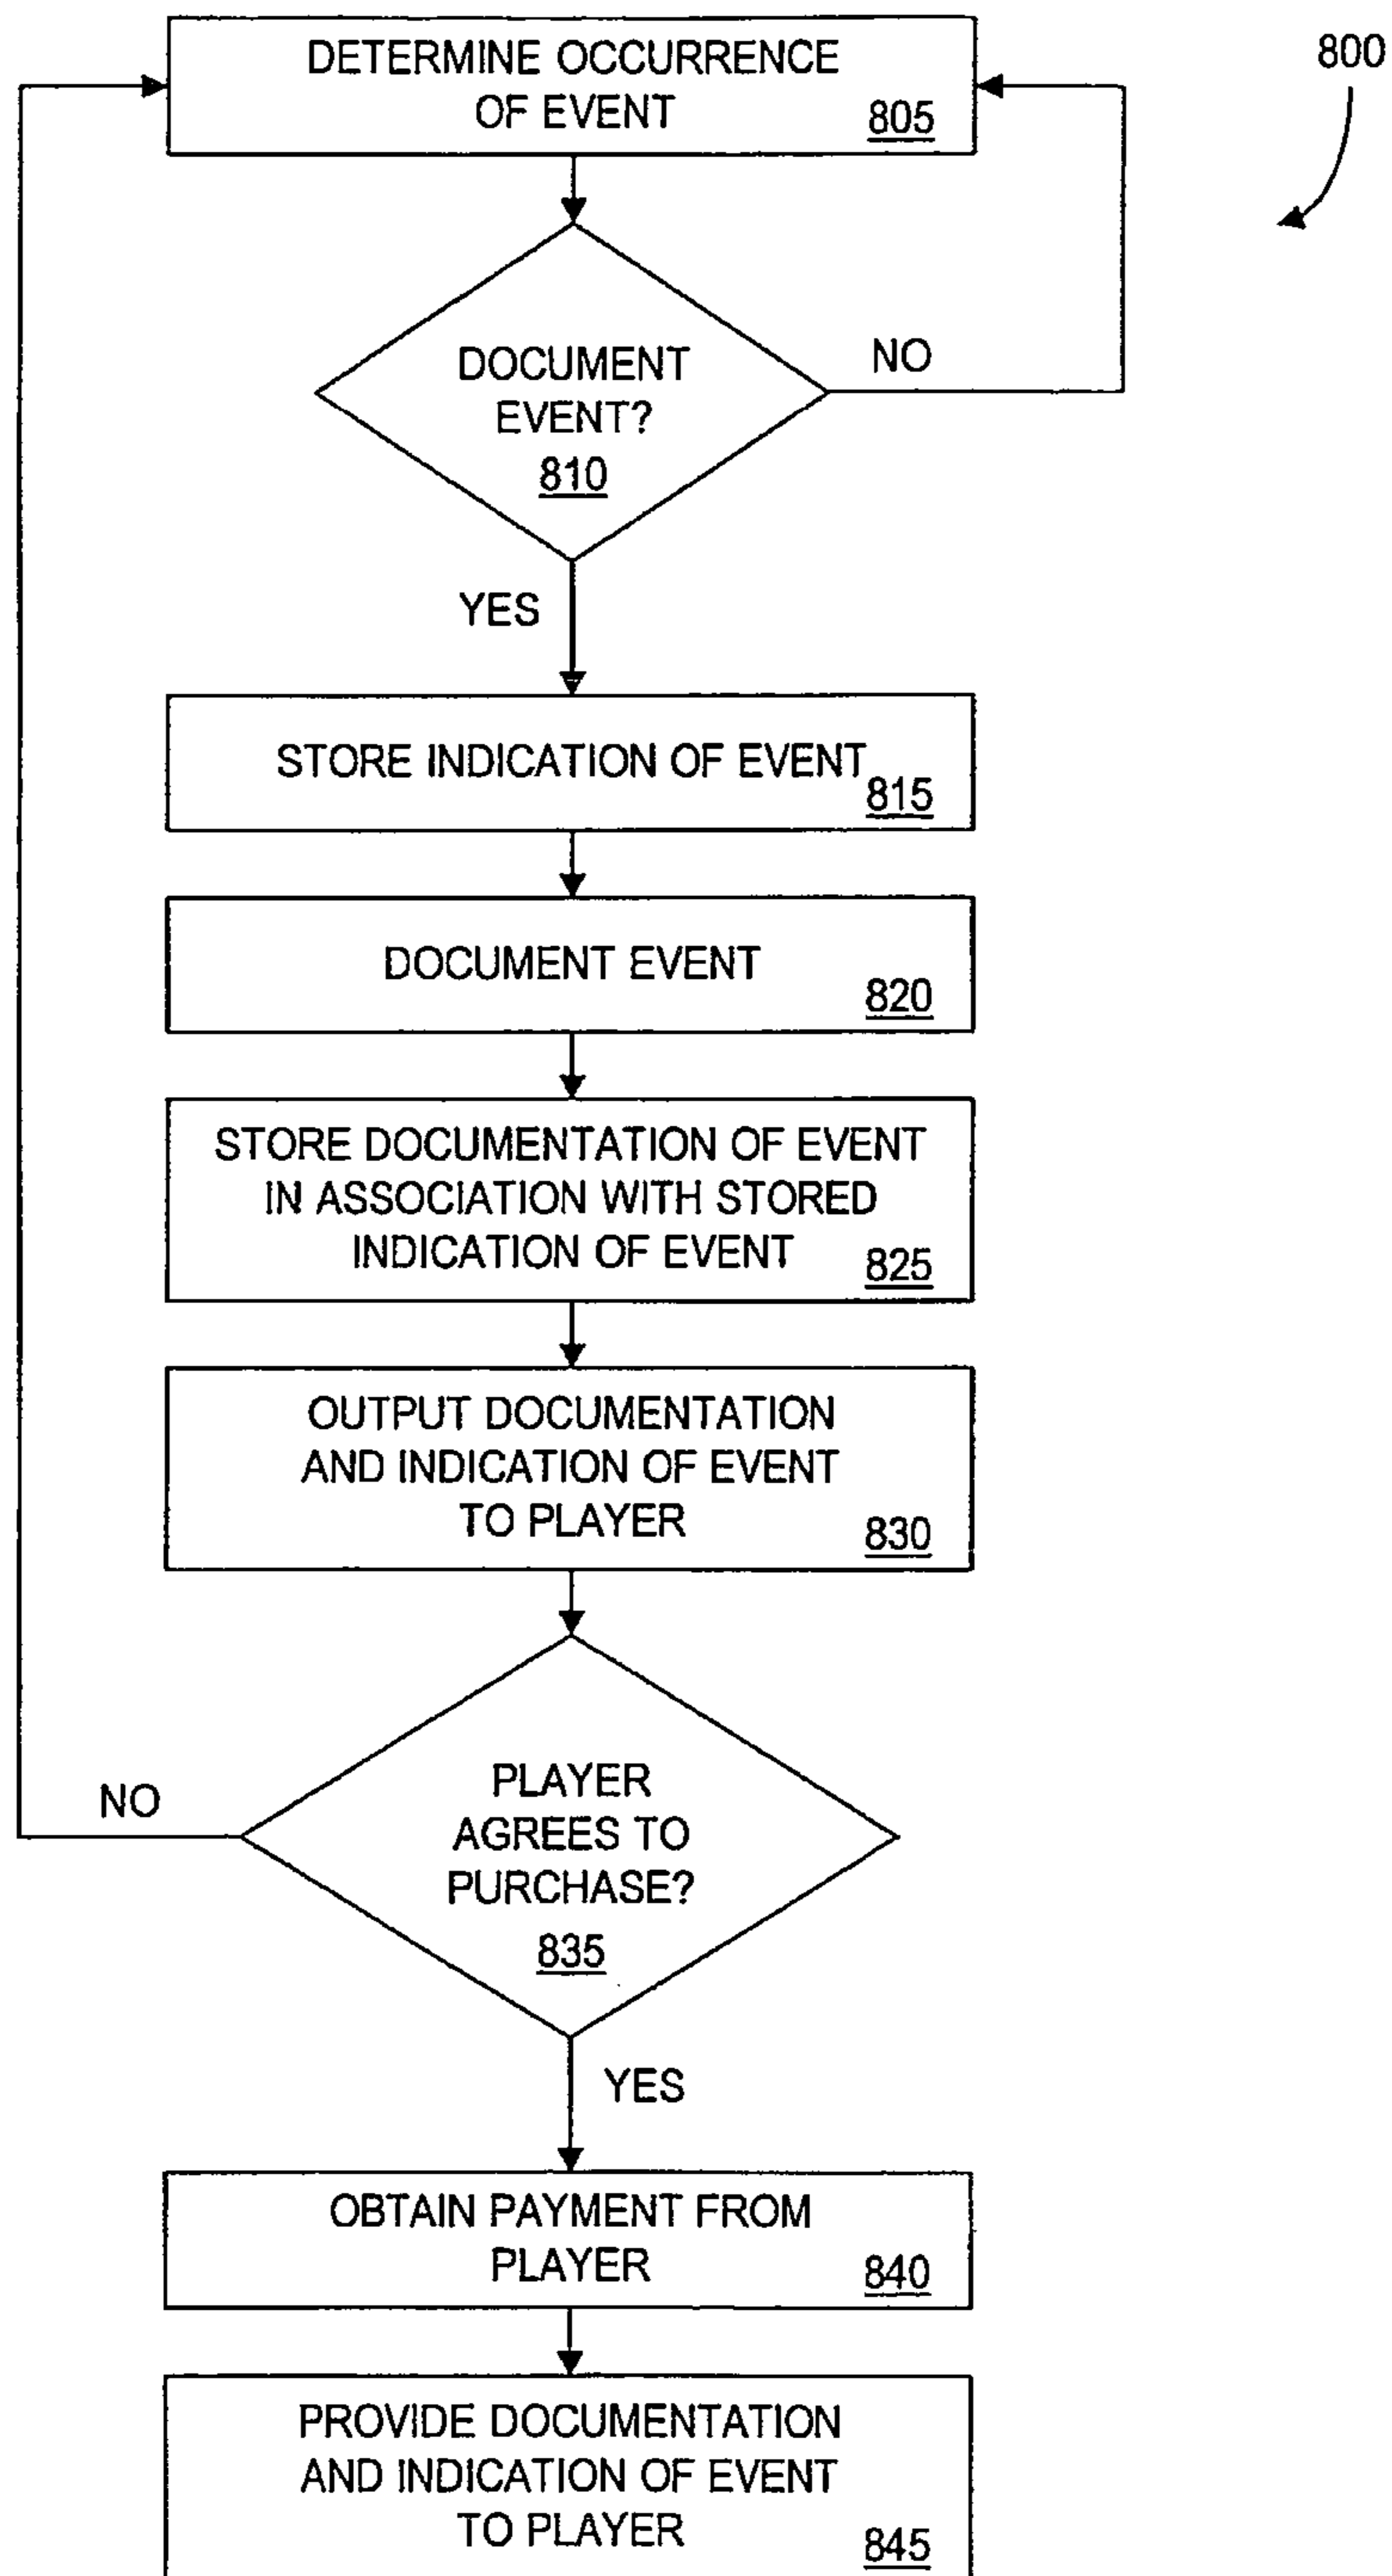 DETERMINE OCCURRENCE
OF EVENT
805
800
DOCUMENT
EVENT?
810
NO
YES
STORE INDICATION OF EVENT
815
DOCUMENT EVENT
820
STORE DOCUMENTATION OF EVENT
IN ASSOCIATION WITH STORED
INDICATION OF EVENT
825
OUTPUT DOCUMENTATION
AND INDICATION OF EVENT
TO PLAYER
830
PLAYER
AGREES TO
PURCHASE?
835
NO
YES
OBTAIN PAYMENT FROM
PLAYER
840
PROVIDE DOCUMENTATION
AND INDICATION OF EVENT
TO PLAYER
845